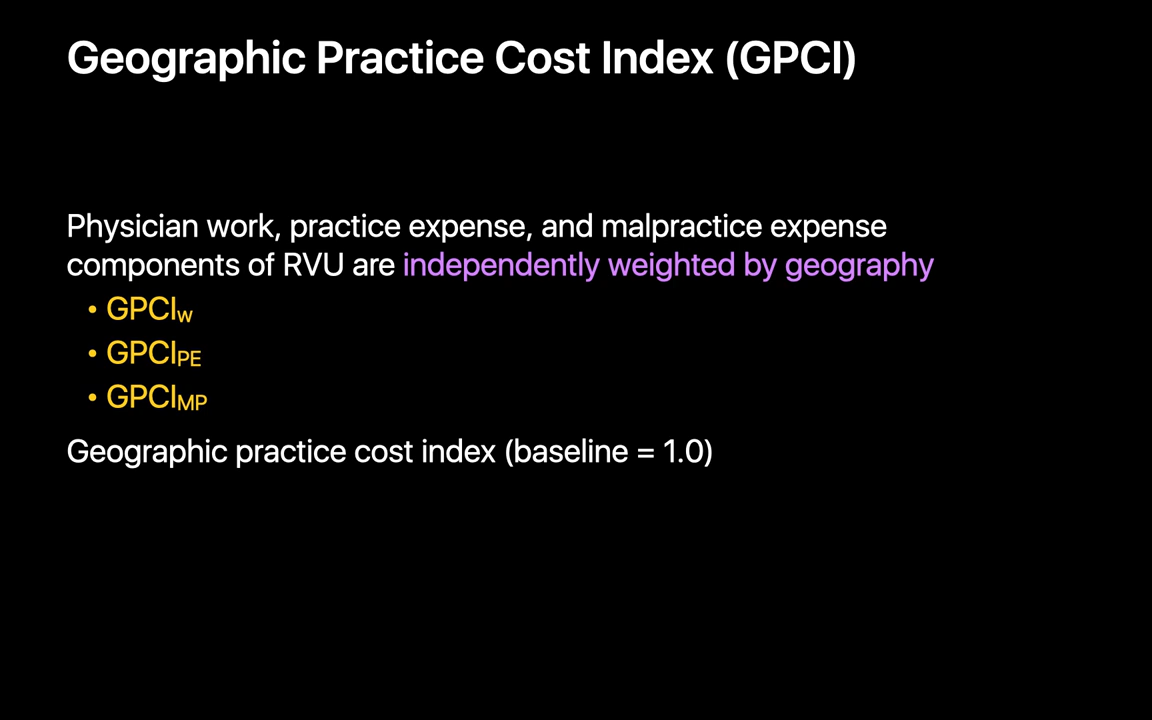 Geographic Practice Cost Index (GPCI)
Physician work, practice expense, and malpractice expense
components of RVU are independently weighted by geography
• GPCIw
• GPCIPE
• GPCIMP
Geographic practice cost index (baseline = 1.0)